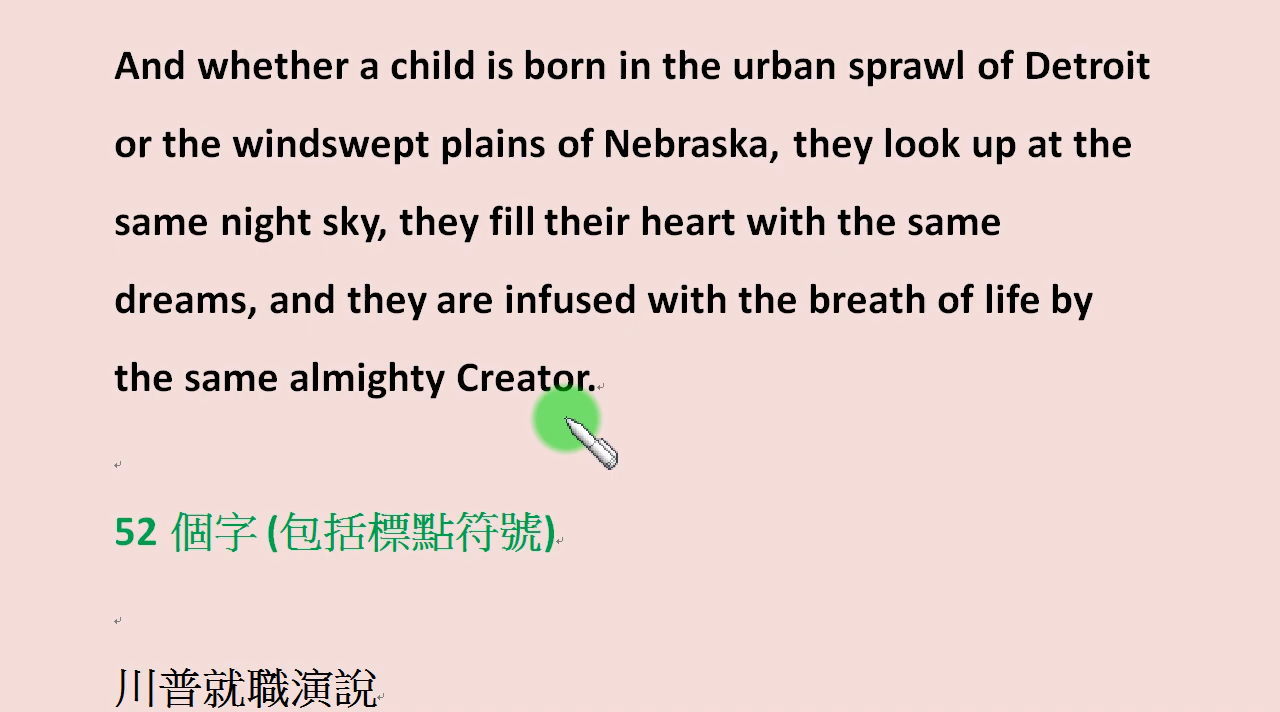 And whether a child is born in the urban sprawl of Detroit
or the windswept plains of Nebraska, they look up at the
same night sky, they fill their heart with the same
dreams, and they are infused with the breath of life by
the same almighty Creator.
52 個字 (包括標點符號)
川普就職演說